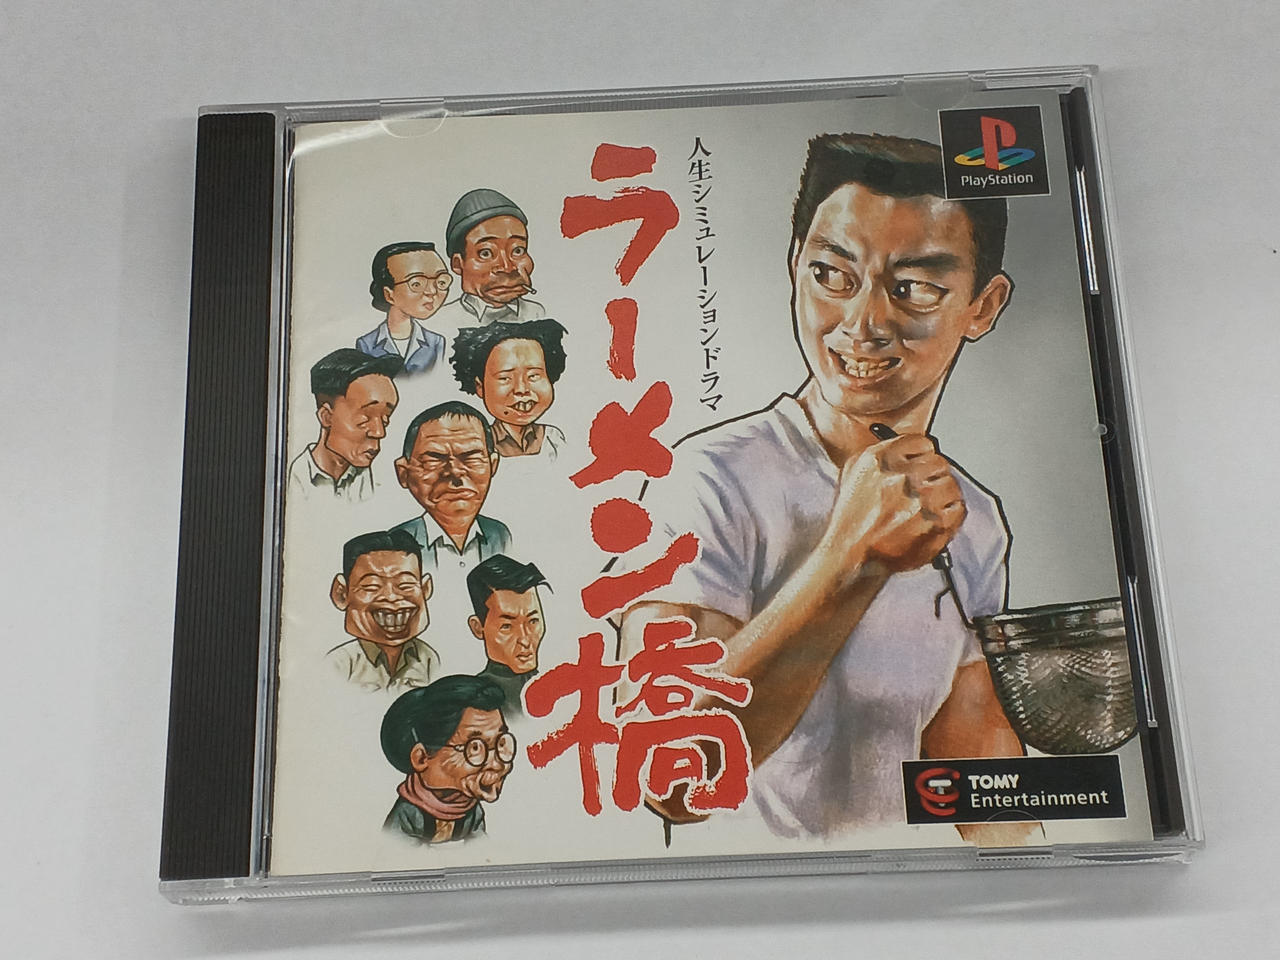 人生シミュレーションドラマ
ラーメン橋
PlayStation
TOMY
Entertainment